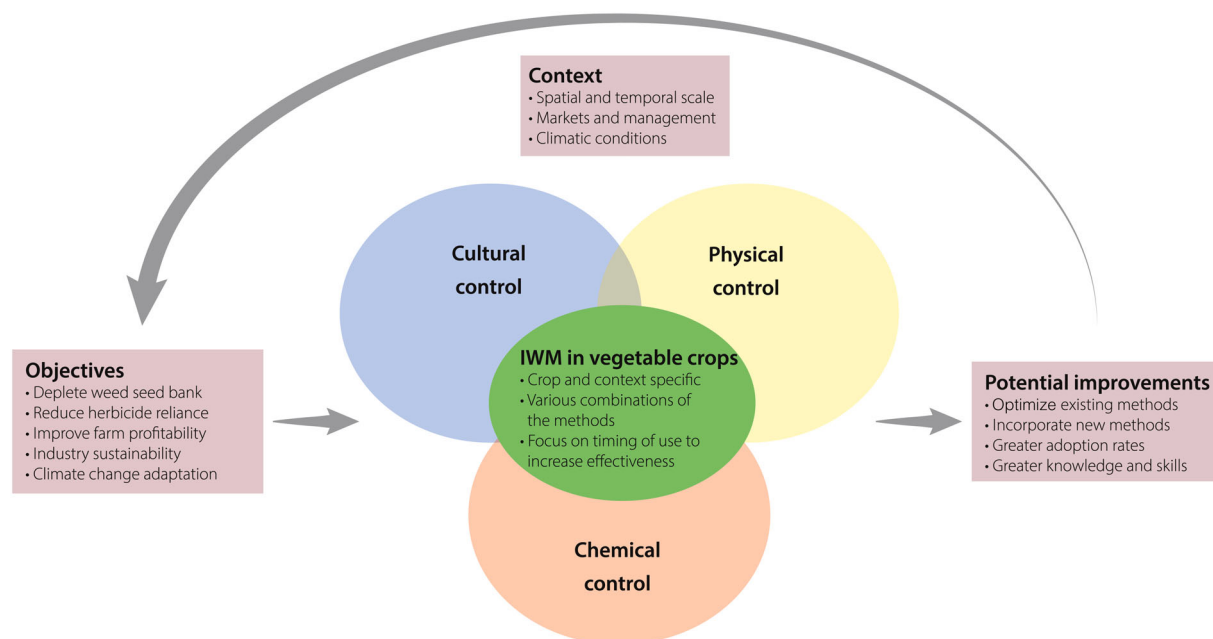 Context
• Spatial and temporal scale
• Markets and management
• Climatic conditions
Cultural
control
Physical
control
Objectives
• Deplete weed seed bank
• Reduce herbicide reliance
• Improve farm profitability
• Industry sustainability
• Climate change adaptation
IWM in vegetable crops
• Crop and context specific
• Various combinations of
the methods
• Focus on timing of use to
increase effectiveness
Potential improvements
• Optimize existing methods
• Incorporate new methods
• Greater adoption rates
• Greater knowledge and skills
Chemical
control